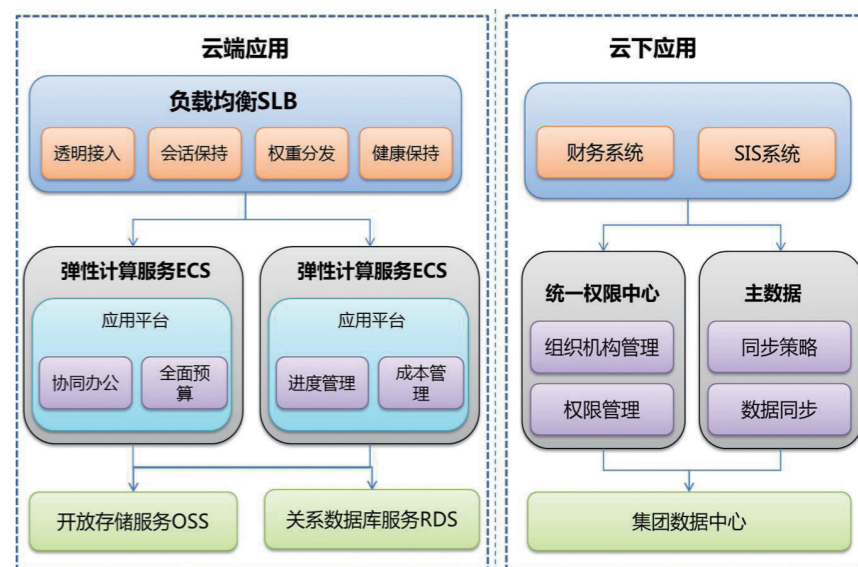 云端应用
负载均衡SLB
透明接入
会话保持
权重分发
健康保持
弹性计算服务ECS
应用平台
协同办公
全面预
算
弹性计算服务ECS
应用平台
进度管理
成本管
理
开放存储服务OSS
关系数据库服务RDS
云下应用
财务系统
SIS系统
统一权限中心
组织机构管理
权限管理
主数据
同步策略
数据同步
集团数据中心